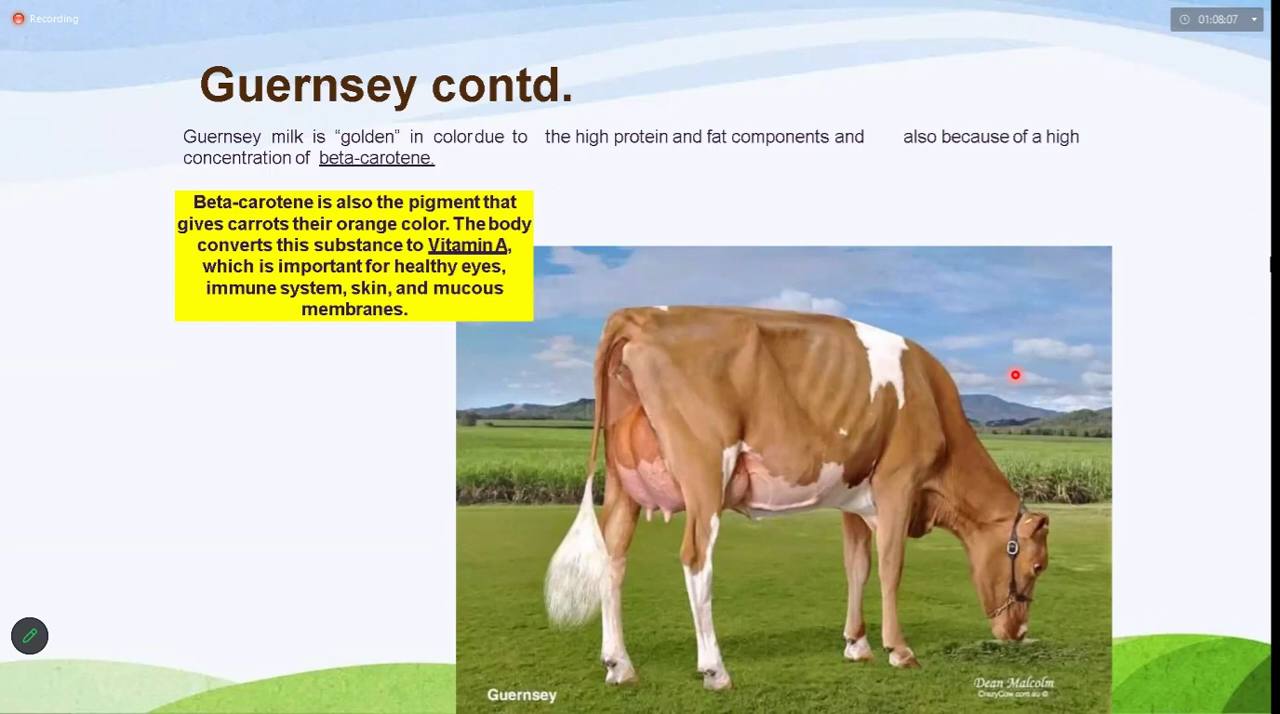 Recording
01:08:07
Guernsey contd.
Guernsey milk is “golden” in color due to the high protein and fat components and also because of a high
concentration of beta-carotene.
Beta-carotene is also the pigment that
gives carrots their orange color. The body
converts this substance to Vitamin A,
which is important for healthy eyes,
immune system, skin, and mucous
membranes.
Guernsey
Dean Malcolm
CrazyCow.com.au ©